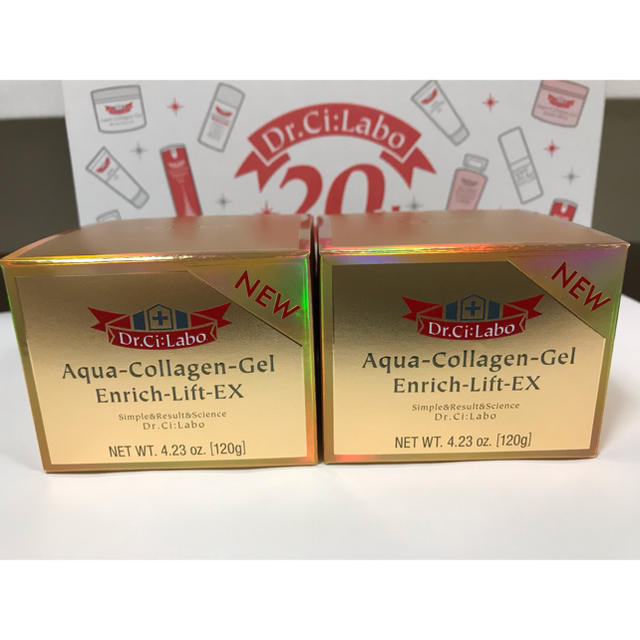 Dr.Ci:Labo
20
NEW
Dr.Ci:Labo
Aqua-Collagen-Gel
Enrich-Lift-EX
Simple&Result&Science
Dr.Ci:Labo
NET WT. 4.23 oz. [120g]
NEW
Dr.Ci:Labo
Aqua-Collagen-Gel
Enrich-Lift-EX
Simple&Result&Science
Dr.Ci:Labo
NET WT. 4.23 oz. [120g]